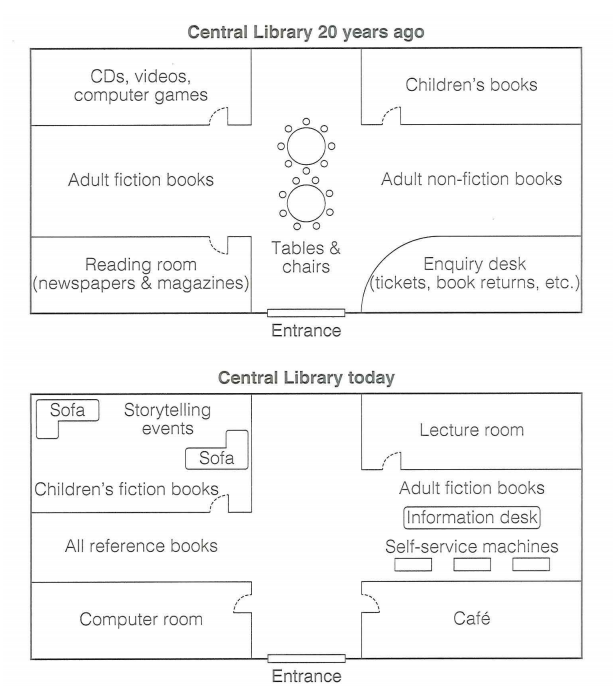 Central Library 20 years ago
CDs, videos,
computer games
Children's books
Adult fiction books
Adult non-fiction books
Tables &
chairs
Reading room
(newspapers & magazines)
Enquiry desk
(tickets, book returns, etc.)
Entrance
Central Library today
Sofa
Storytelling
events
Sofa
Children's fiction books
Lecture room
Adult fiction books
Information desk
Self-service machines
All reference books
Computer room
Café
Entrance